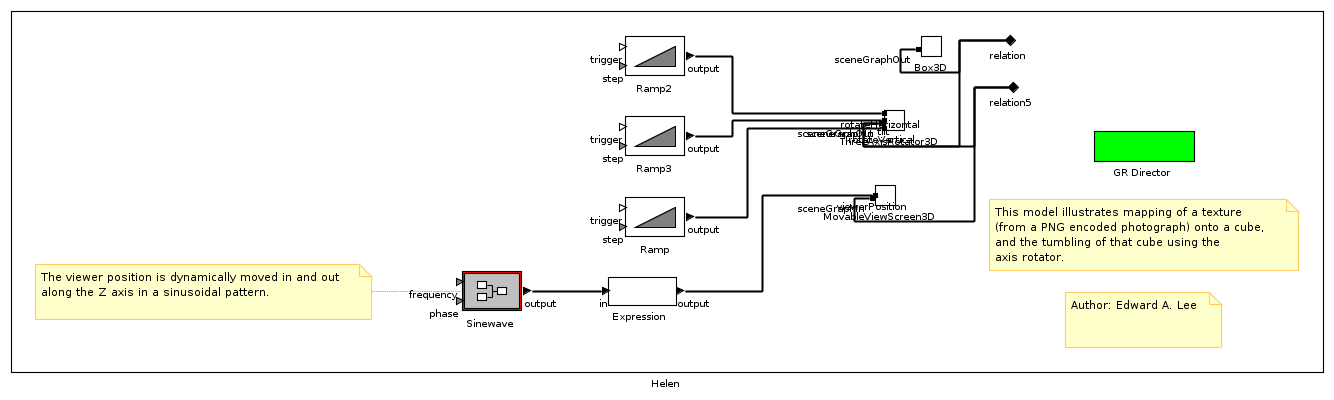 trigger
step
output
Ramp2
sceneGraphOut
Box3D
relation
relation5
trigger
step
output
Ramp3
rotateHorizontal
tilt
ThreeAxisRotator3D
GR Director
trigger
step
output
Ramp
viewerPosition
sceneGraphIn
MovableViewScreen3D
This model illustrates mapping of a texture
(from a PNG encoded photograph) onto a cube,
and the tumbling of that cube using the
axis rotator.
The viewer position is dynamically moved in and out
along the Z axis in a sinusoidal pattern.
frequency
phase
output
Sinewave
in
output
Expression
Author: Edward A. Lee
Helen